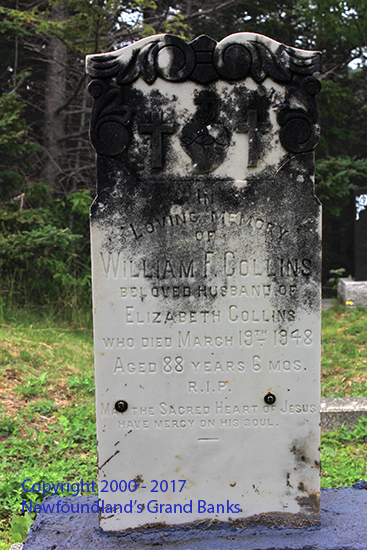 IN
LOVING MEMORY
OF
WILLIAM F. COLLINS
BELOVED HUSBAND OF
ELIZABETH COLLINS
WHO DIED MARCH 19TH 1948
AGED 88 YEARS 6 MOS.
R.I.P.
MAY THE SACRED HEART OF JESUS
HAVE MERCY ON HIS SOUL.
Copyright 2000 - 2017
Newfoundland's Grand Banks